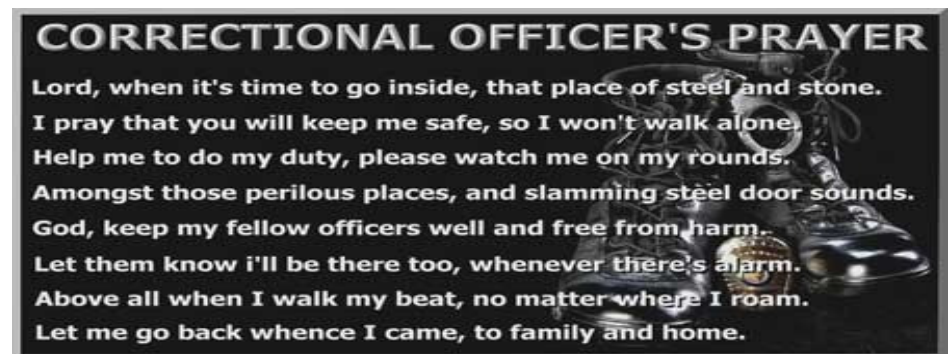 CORRECTIONAL OFFICER'S PRAYER
Lord, when it's time to go inside, that place of steel and stone.
I pray that you will keep me safe, so I won't walk alone.
Help me to do my duty, please watch me on my rounds.
Amongst those perilous places, and slamming steel door sounds.
God, keep my fellow officers well and free from harm.
Let them know i'll be there too, whenever there's alarm.
Above all when I walk my beat, no matter where I roam.
Let me go back whence I came, to family and home.